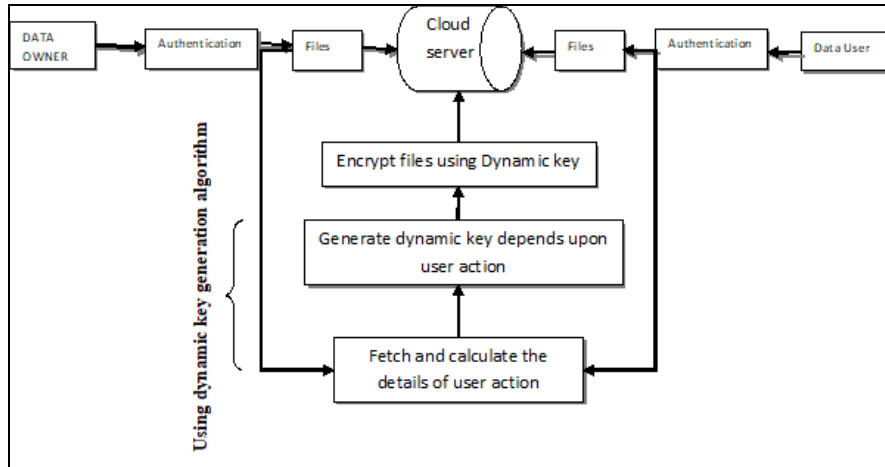 DATA
OWNER
Authentication
Files
Cloud
server
Files
Authentication
Data User
Encrypt files using Dynamic key
Generate dynamic key depends upon
user action
Fetch and calculate the
details of user action
Using dynamic key generation algorithm